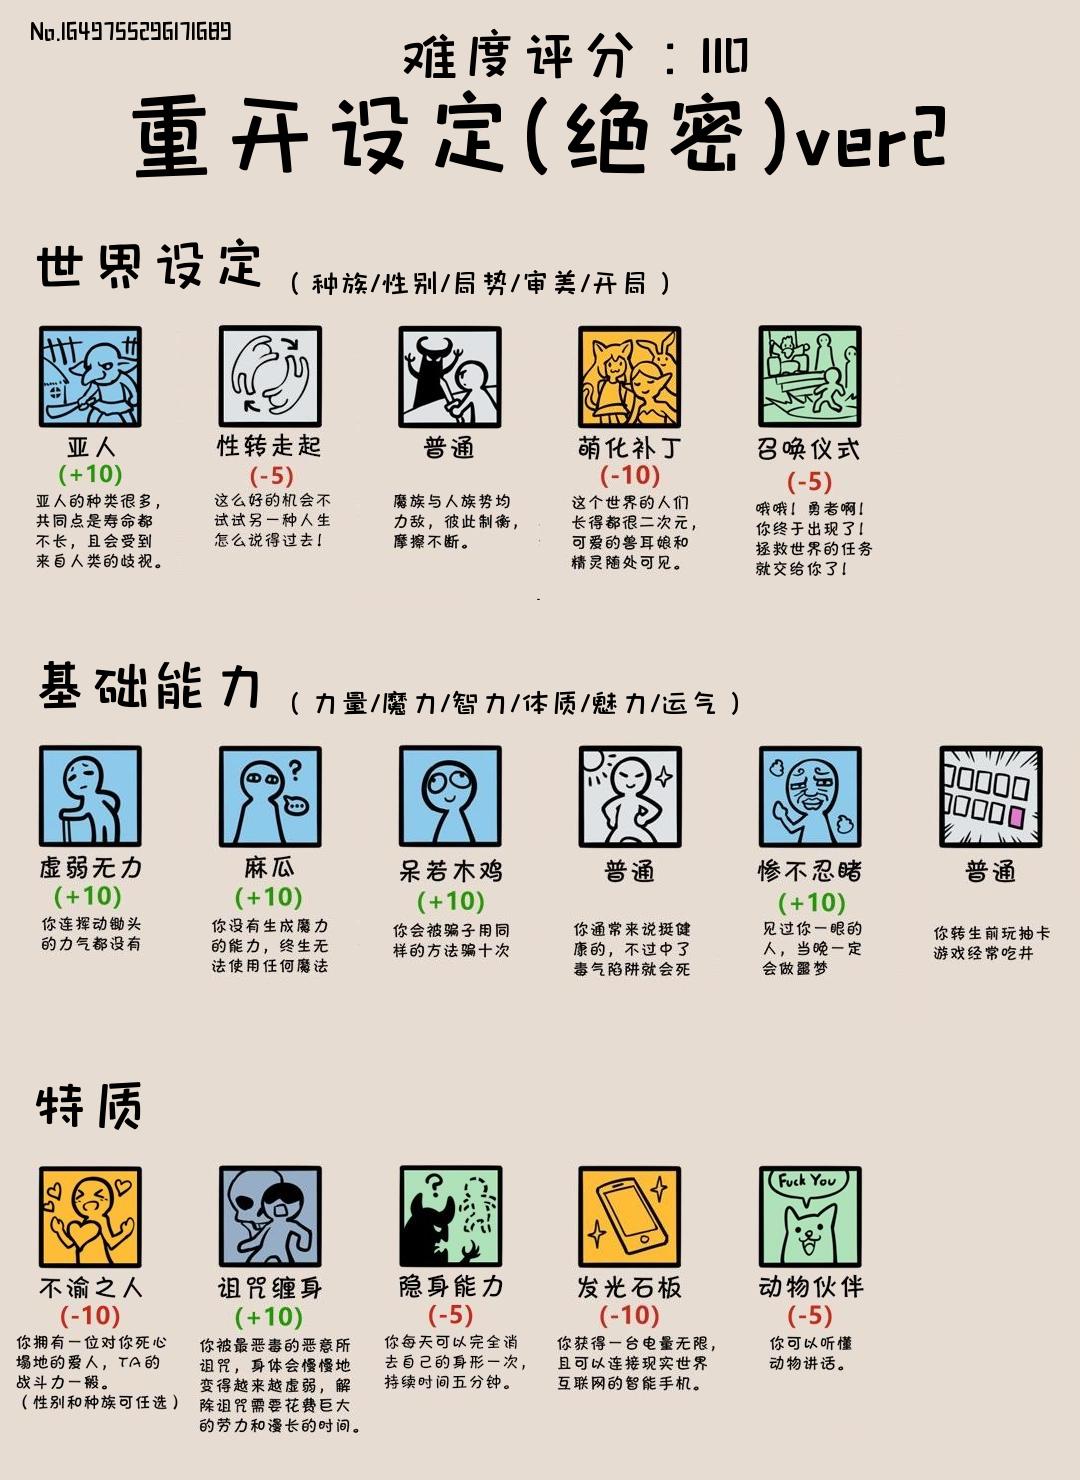 No.1649755296171689
难度评分：110
重开设定(绝密)ver2
世界设定（种族/性别/局势/审美/开局）
亚人
(+10)
亚人的种类很多，
共同点是寿命都
不长，且会受到
来自人类的歧视。
性转走起
(-5)
这么好的机会不
试试另一种人生
怎么说得过去！
普通
魔族与人族势均
力敌，彼此制衡，
摩擦不断。
萌化补丁
(-10)
这个世界的人们
长得都很二次元，
可爱的兽耳娘和
精灵随处可见。
召唤仪式
(-5)
哦哦！勇者啊！
你终于出现了！
拯救世界的任务
就交给你了！
基础能力（力量/魔力/智力/体质/魅力/运气）
虚弱无力
(+10)
你连挥动锄头
的力气都没有
麻瓜
(+10)
你没有生成魔力
的能力，终生无
法使用任何魔法
呆若木鸡
(+10)
你会被骗子用同
样的方法骗十次
普通
你通常来说挺健
康的，不过中了
毒气陷阱就会死
惨不忍睹
(+10)
见过你一眼的
人，当晚一定
会做噩梦
普通
你转生前玩抽卡
游戏经常吃井
特质
不渝之人
(-10)
你拥有一位对你死心
塌地的爱人，TA的
战斗力一般。
（性别和种族可任选）
诅咒缠身
(+10)
你被最恶毒的恶意所
诅咒，身体会慢慢地
变得越来越虚弱，解
除诅咒需要花费巨大
的劳力和漫长的时间。
隐身能力
(-5)
你每天可以完全消
去自己的身形一次，
持续时间五分钟。
发光石板
(-10)
你获得一台电量无限，
且可以连接现实世界
互联网的智能手机。
Fuck You
动物伙伴
(-5)
你可以听懂
动物讲话。